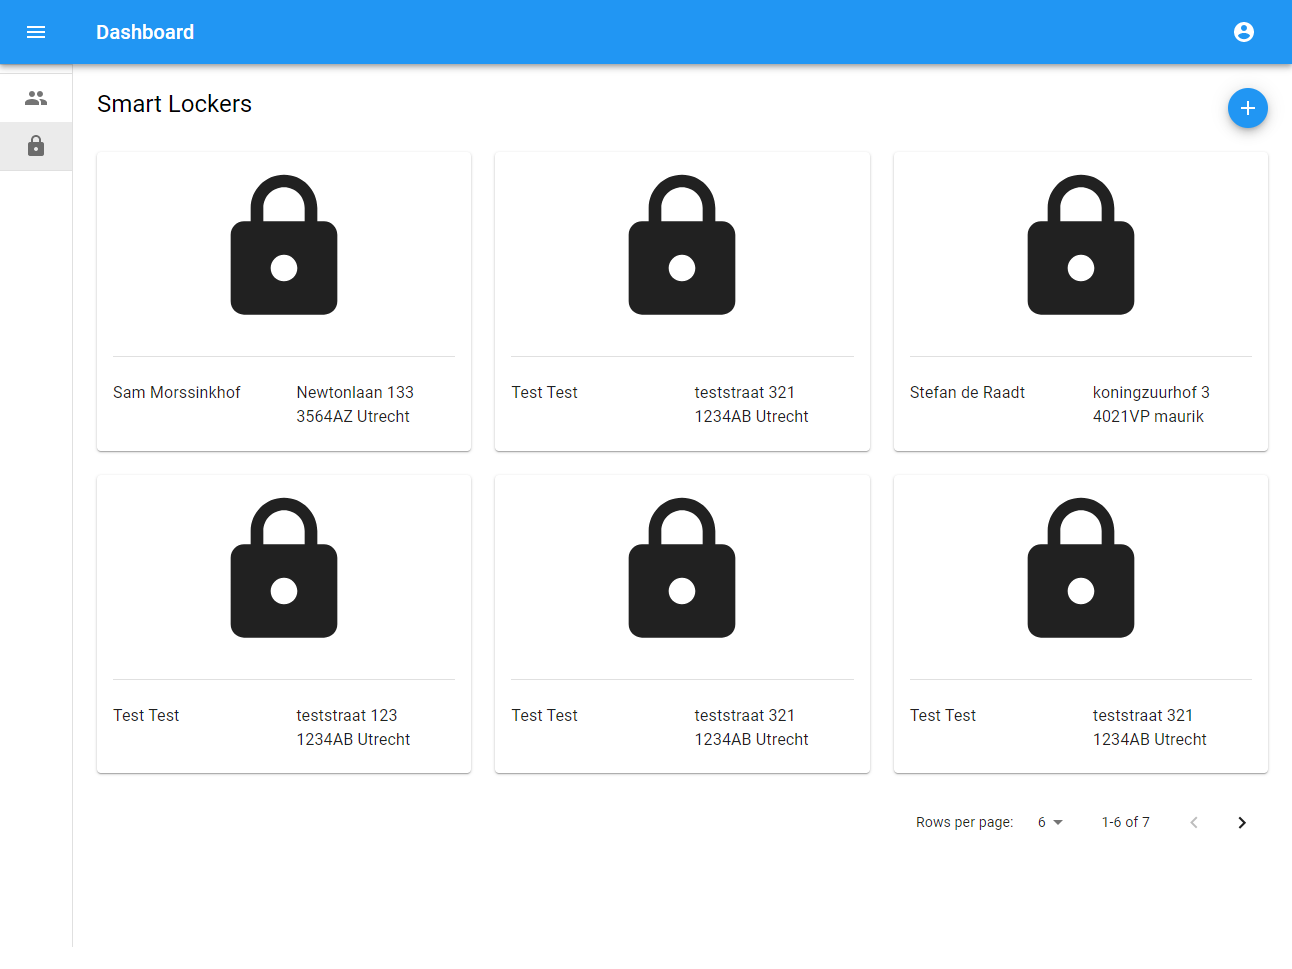 Dashboard
Smart Lockers
Sam Morssinkhof
Newtonlaan 133
3564AZ Utrecht
Test Test
teststraat 321
1234AB Utrecht
Stefan de Raadt
koningzuurhof 3
4021VP maurik
Test Test
teststraat 123
1234AB Utrecht
Test Test
teststraat 321
1234AB Utrecht
Test Test
teststraat 321
1234AB Utrecht
Rows per page: 6 1-6 of 7